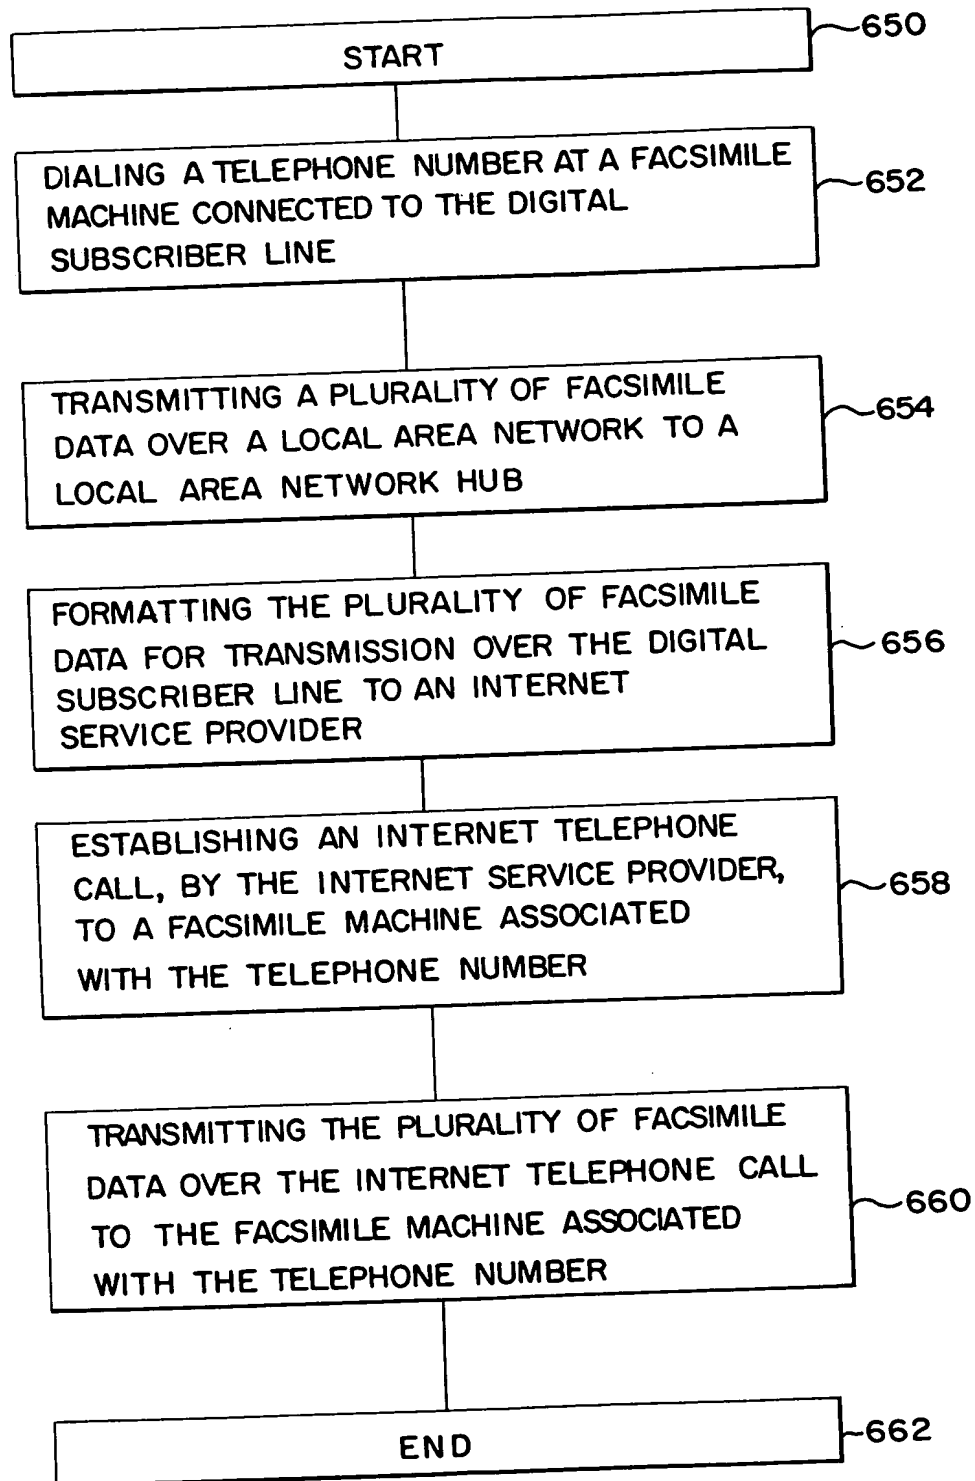 650
START
652
DIALING A TELEPHONE NUMBER AT A FACSIMILE
MACHINE CONNECTED TO THE DIGITAL
SUBSCRIBER LINE
654
TRANSMITTING A PLURALITY OF FACSIMILE
DATA OVER A LOCAL AREA NETWORK TO A
LOCAL AREA NETWORK HUB
656
FORMATTING THE PLURALITY OF FACSIMILE
DATA FOR TRANSMISSION OVER THE DIGITAL
SUBSCRIBER LINE TO AN INTERNET
SERVICE PROVIDER
658
ESTABLISHING AN INTERNET TELEPHONE
CALL, BY THE INTERNET SERVICE PROVIDER,
TO A FACSIMILE MACHINE ASSOCIATED
WITH THE TELEPHONE NUMBER
660
TRANSMITTING THE PLURALITY OF FACSIMILE
DATA OVER THE INTERNET TELEPHONE CALL
TO THE FACSIMILE MACHINE ASSOCIATED
WITH THE TELEPHONE NUMBER
662
END